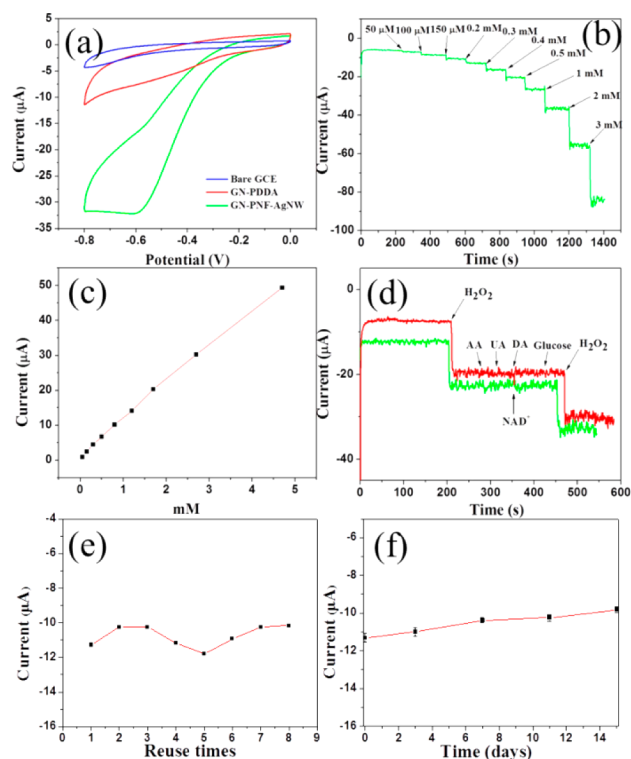 (a)
Current (μA)
5
0
-5
-10
-15
-20
-25
-30
-35
-0.8
-0.6
-0.4
-0.2
0.0
Potential (V)
Bare GCE
GN-PDDA
GN-PNF-AgNW
(b)
Current (μA)
0
-20
-40
-60
-80
-100
0
200
400
600
800
1000
1200
1400
1600
Time (s)
50 μM
100 μM
150 μM
0.2 mM
0.3 mM
0.4 mM
0.5 mM
1 mM
2 mM
3 mM
(c)
Current (μA)
50
40
30
20
10
0
0
1
2
3
4
5
mM
(d)
Current (μA)
0
-20
-40
0
100
200
300
400
500
600
Time (s)
H2O2
AA
UA
DA
Glucose
H2O2
NAD+
(e)
Current (μA)
-4
-6
-8
-10
-12
-14
-16
0
1
2
3
4
5
6
7
8
9
Reuse times
(f)
Current (μA)
-4
-6
-8
-10
-12
-14
-16
0
5
10
15
Time (days)